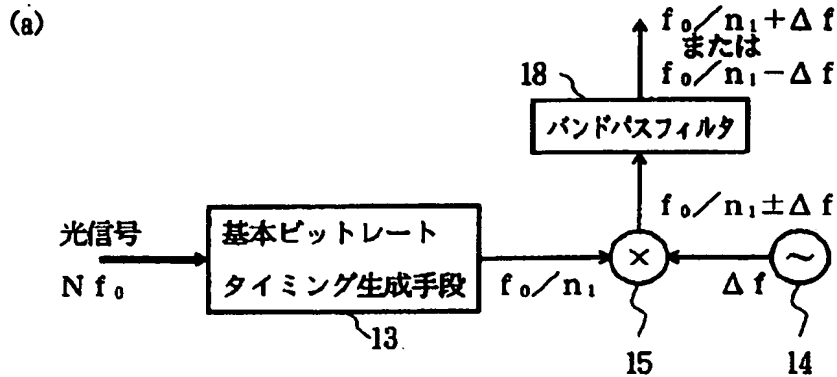 (a)
f₀/n₁+Δf
または
f₀/n₁−Δf
18
バンドパスフィルタ
f₀/n₁±Δf
光信号
Nf₀
基本ビットレート
タイミング生成手段
f₀/n₁
×
Δf
~
13
15
14